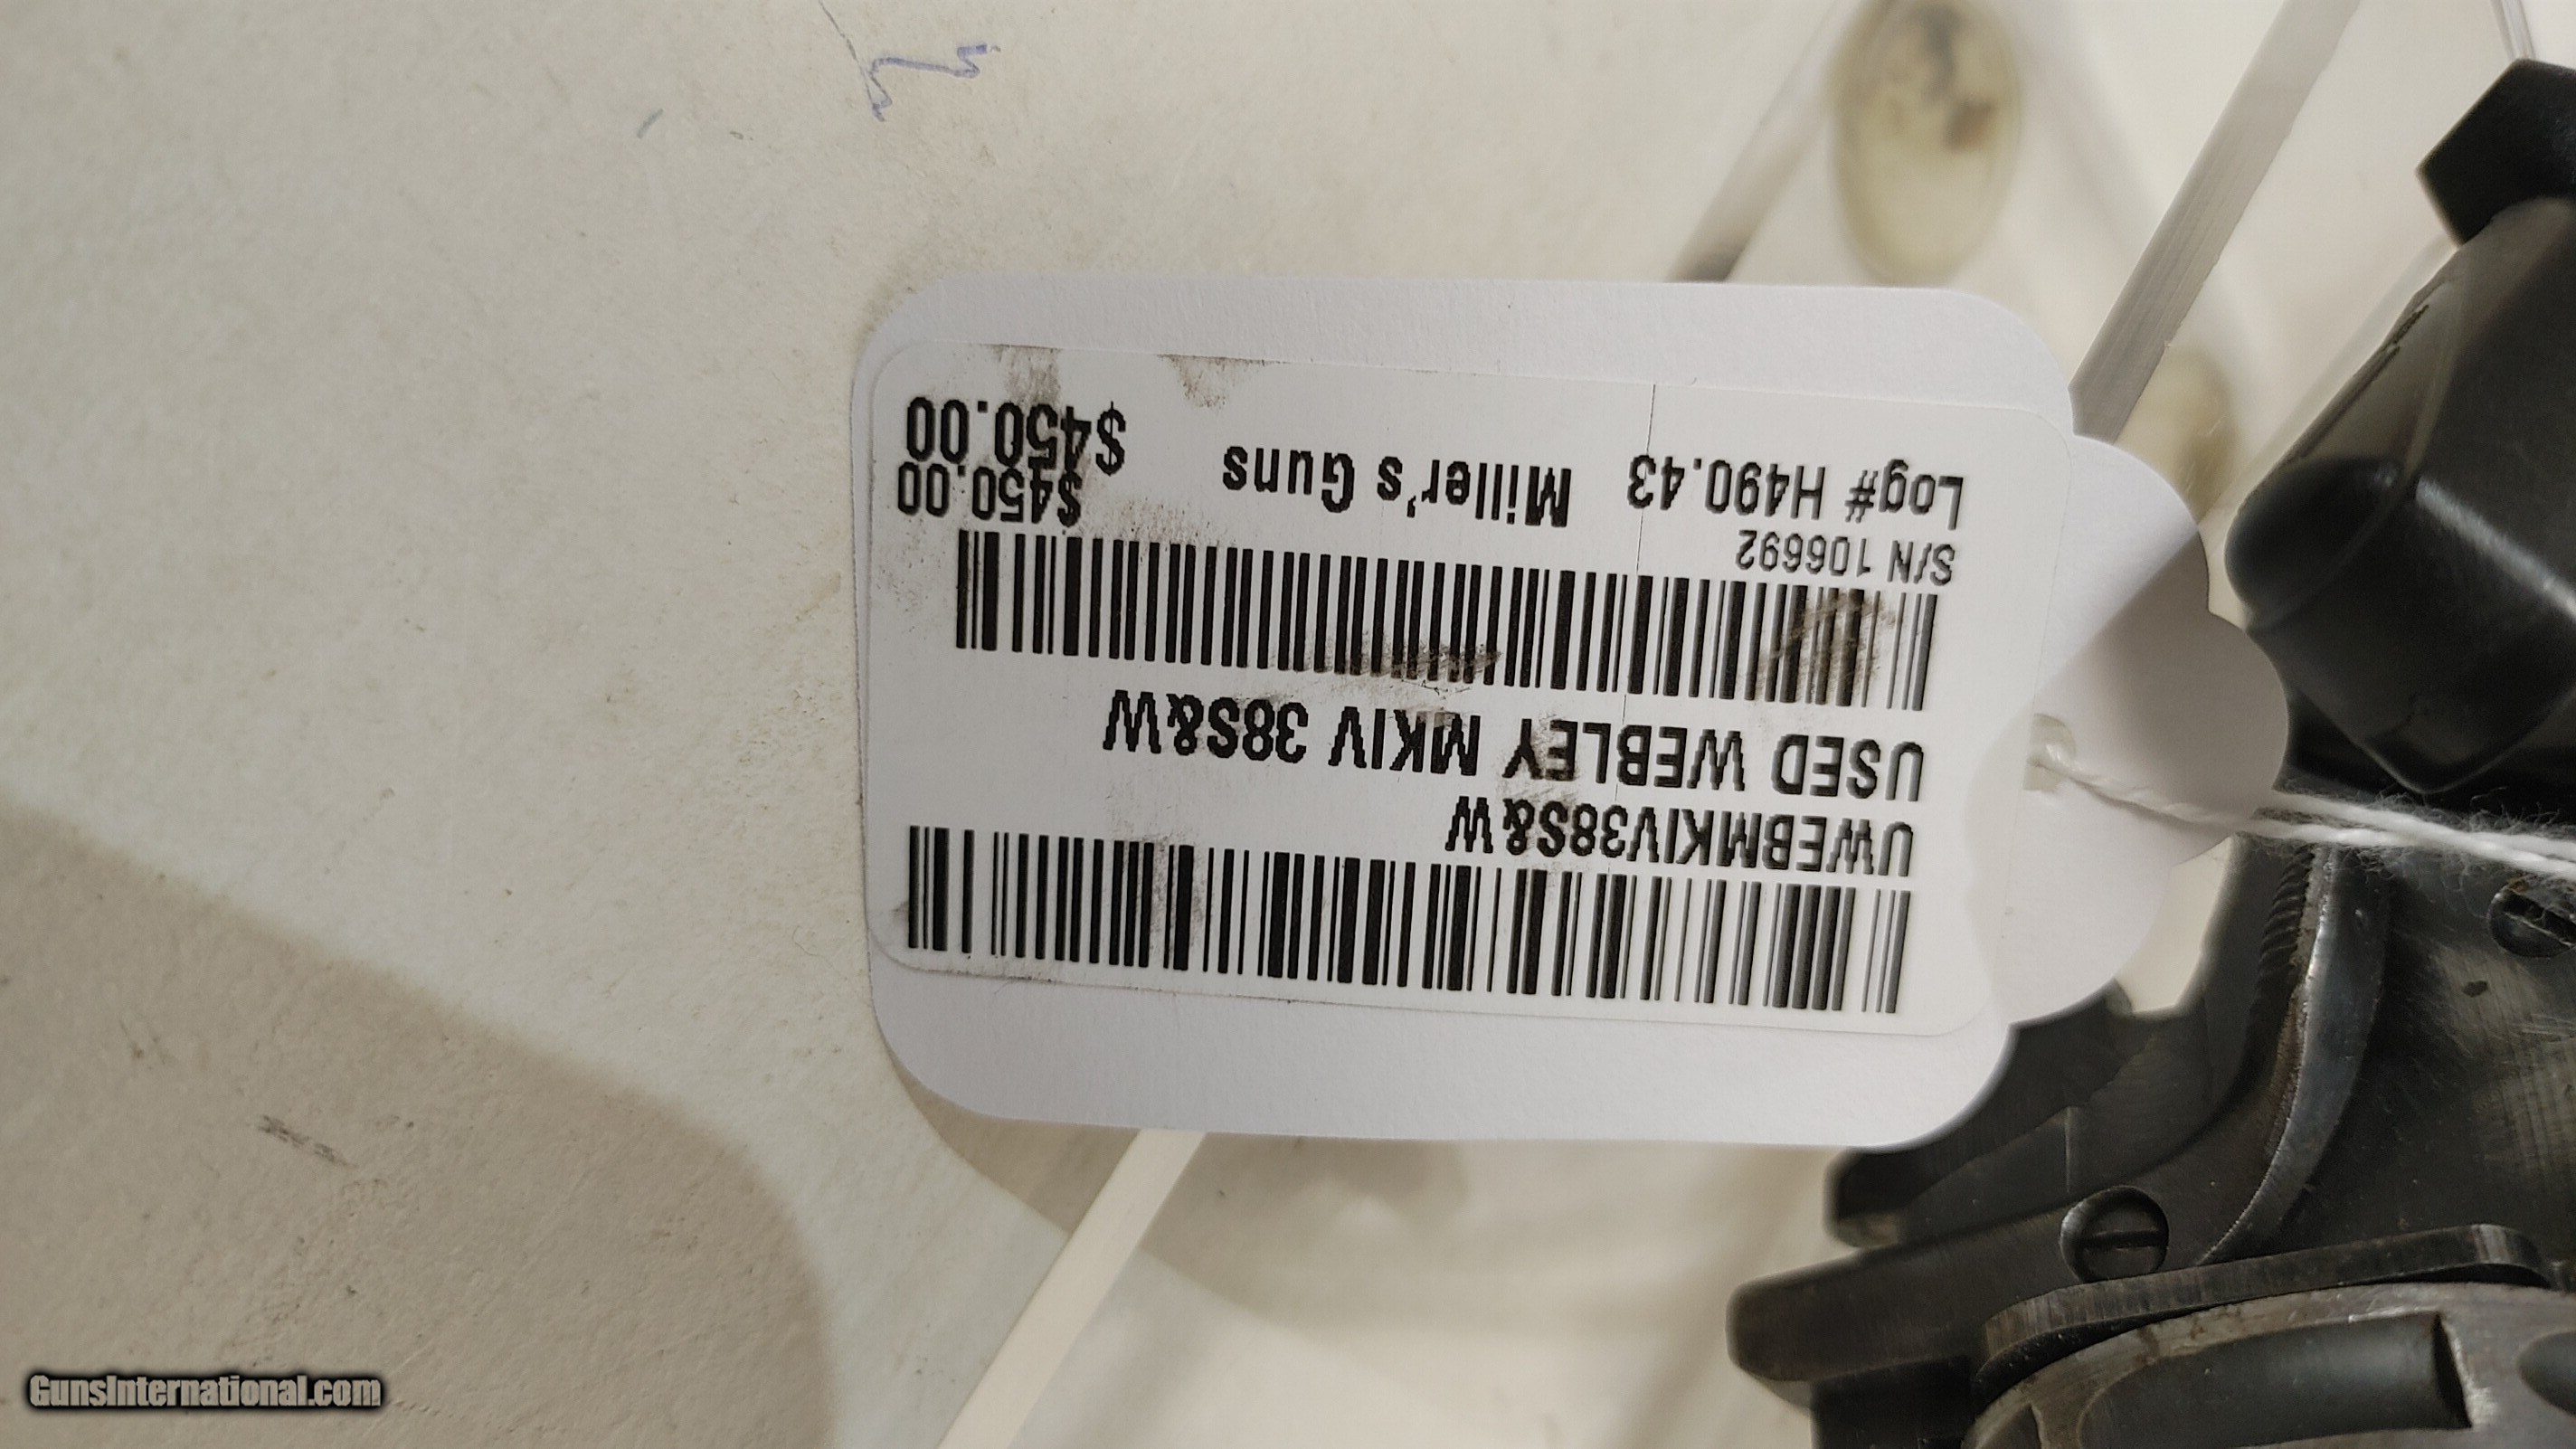 UWEBMKIV38S&W
USED WEBLEY MKIV 38S&W
S/N 106692
$450.00
Log# H490.43 Miller's Guns $450.00
GunsInternational.com